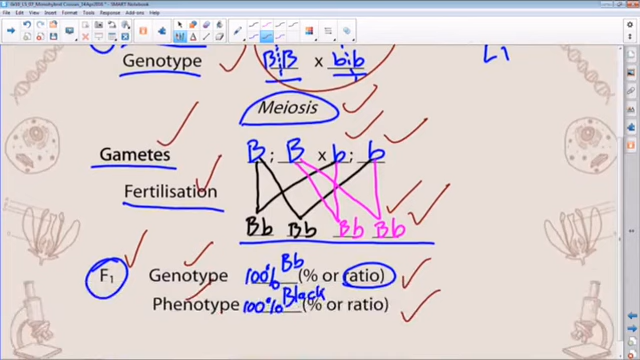 File Edit View Insert Format Tools Add-ons Help
Genotype BB x bb
L1
Meiosis
Gametes B ; B x b ; b
Fertilisation
Bb Bb Bb Bb
F1 Genotype 100% Bb (% or ratio)
Phenotype 100% Black (% or ratio)